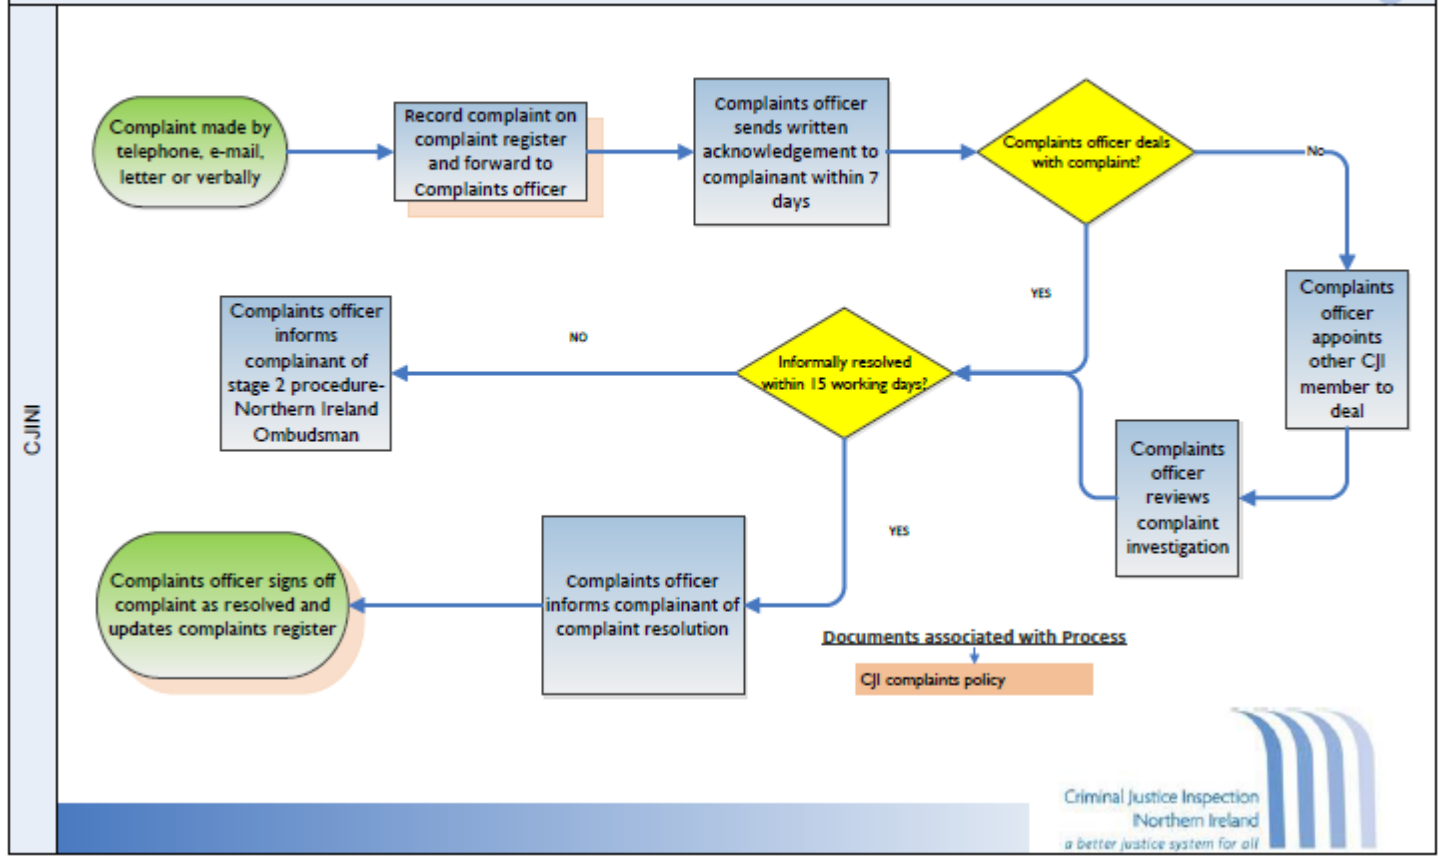 CJINI
Complaint made by
telephone, e-mail,
letter or verbally
Record complaint on
complaint register
and forward to
Complaints officer
Complaints officer
sends written
acknowledgement to
complainant within 7
days
Complaints officer deals
with complaint?
No
Complaints
officer
appoints
other CJI
member to
deal
YES
Complaints
officer
reviews
complaint
investigation
Informally resolved
within 15 working days?
NO
Complaints officer
informs
complainant of
stage 2 procedure-
Northern Ireland
Ombudsman
YES
Complaints officer
informs complainant of
complaint resolution
Complaints officer signs off
complaint as resolved and
updates complaints register
Documents associated with Process
CJI complaints policy
Criminal Justice Inspection
Northern Ireland
a better justice system for all